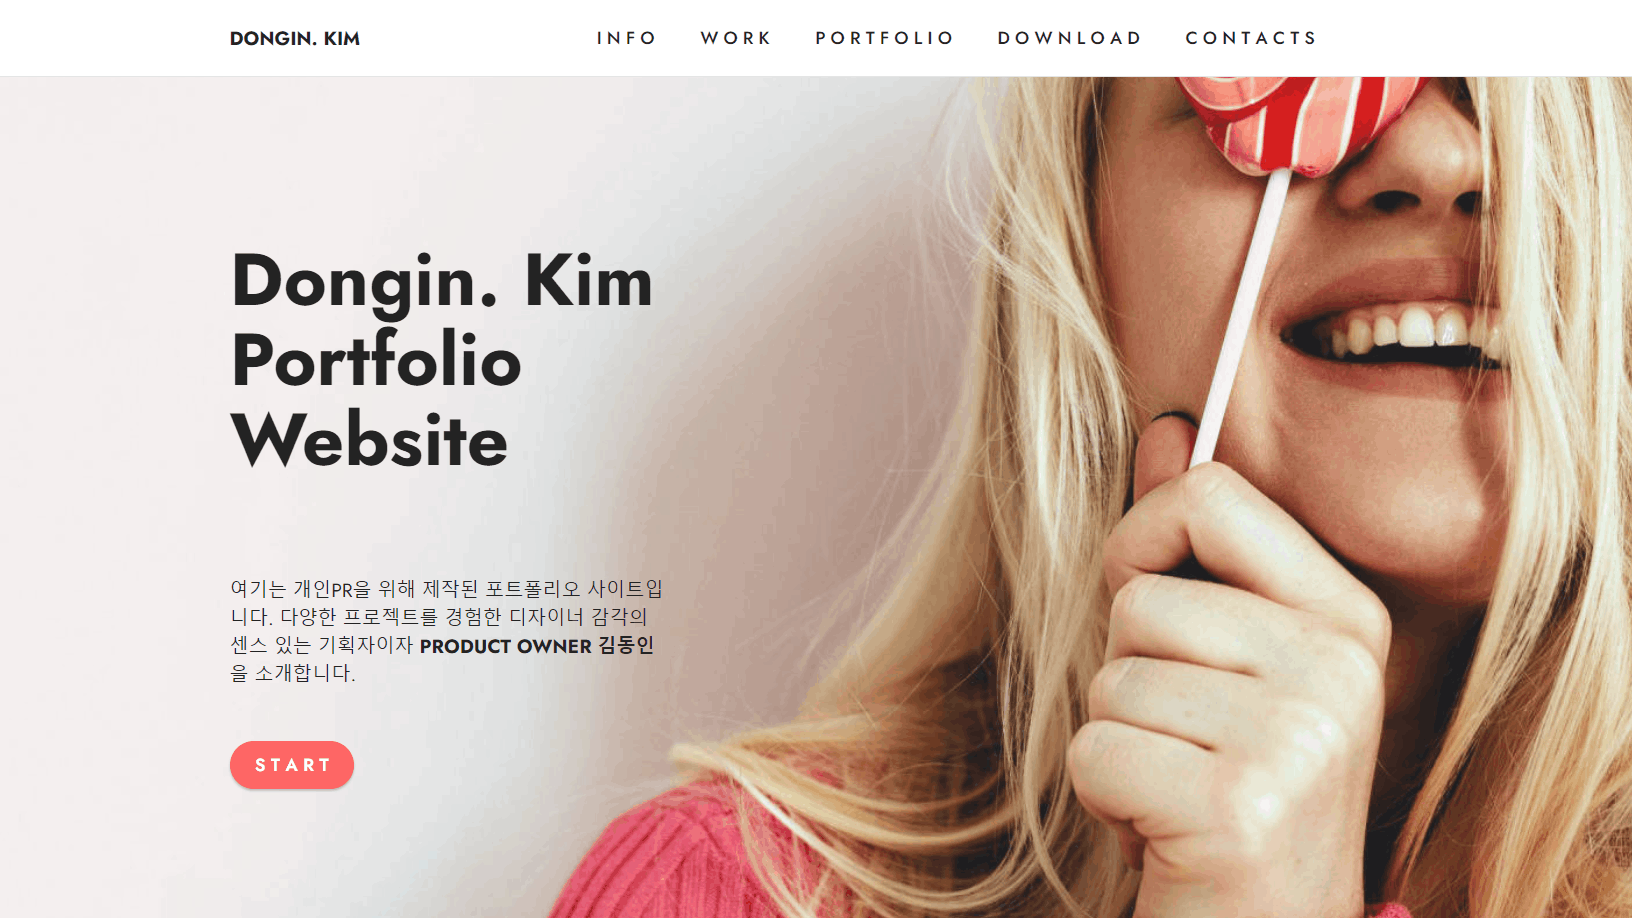 DONGIN. KIM
INFO WORK PORTFOLIO DOWNLOAD CONTACTS
Dongin. Kim
Portfolio
Website
여기는 개인PR을 위해 제작된 포트폴리오 사이트입
니다. 다양한 프로젝트를 경험한 디자이너 감각의
센스 있는 기획자이자 PRODUCT OWNER 김동인
을 소개합니다.
START